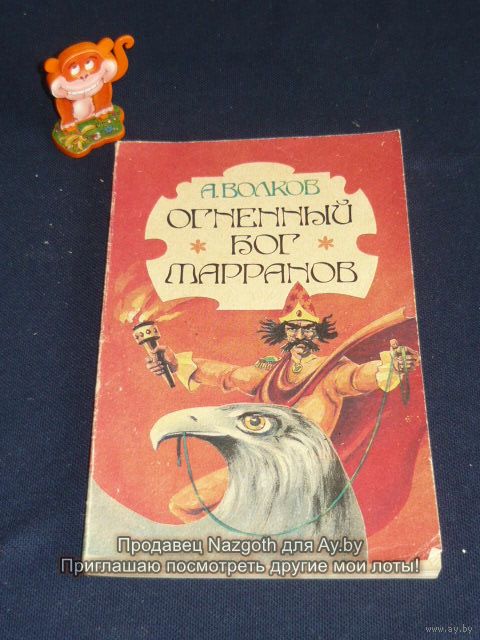 А.ВОЛКОВ
ОГНЕННЫЙ
БОГ
МАРРАНОВ
Продавец Nazgoth для Ay.by
Приглашаю посмотреть другие мои лоты!
www.ay.by